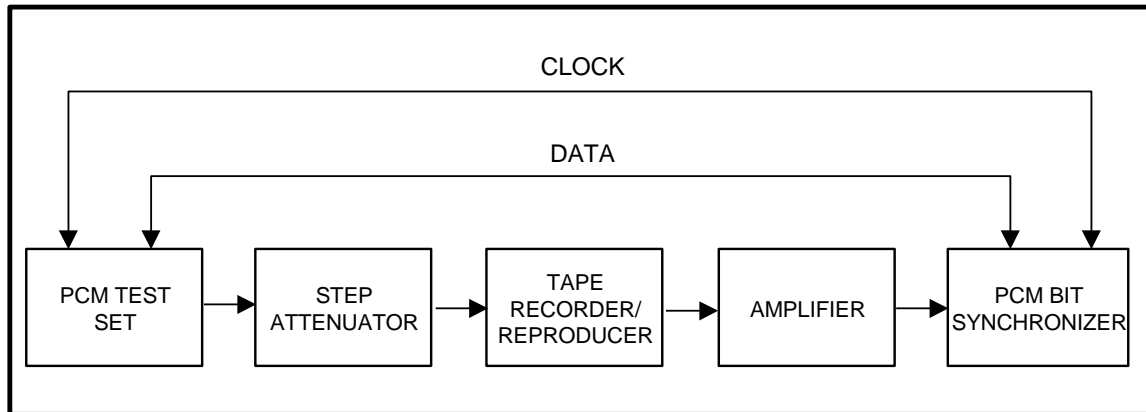 CLOCK
DATA
PCM TEST
SET
STEP
ATTENUATOR
TAPE
RECORDER/
REPRODUCER
AMPLIFIER
PCM BIT
SYNCHRONIZER